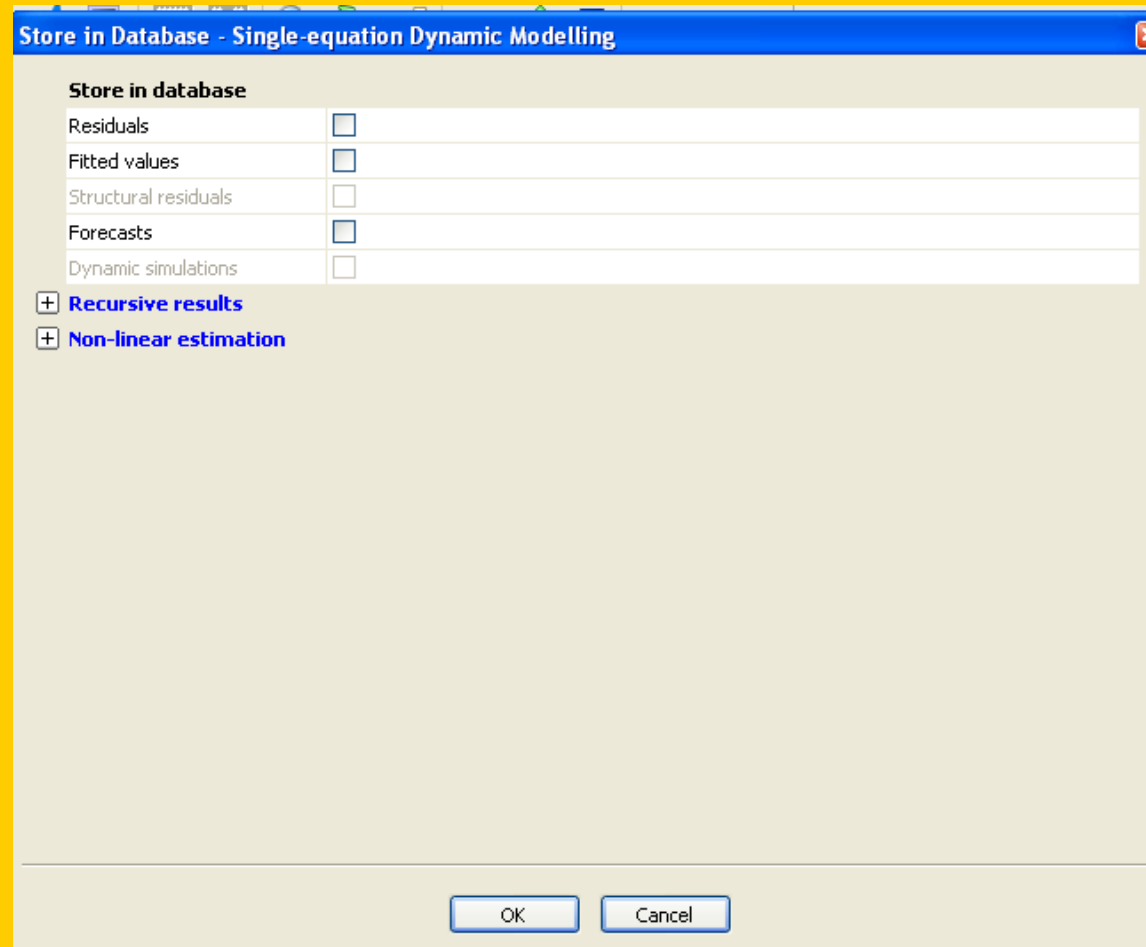 Store in Database - Single-equation Dynamic Modelling
Store in database
Residuals
Fitted values
Structural residuals
Forecasts
Dynamic simulations
Recursive results
Non-linear estimation
OK Cancel